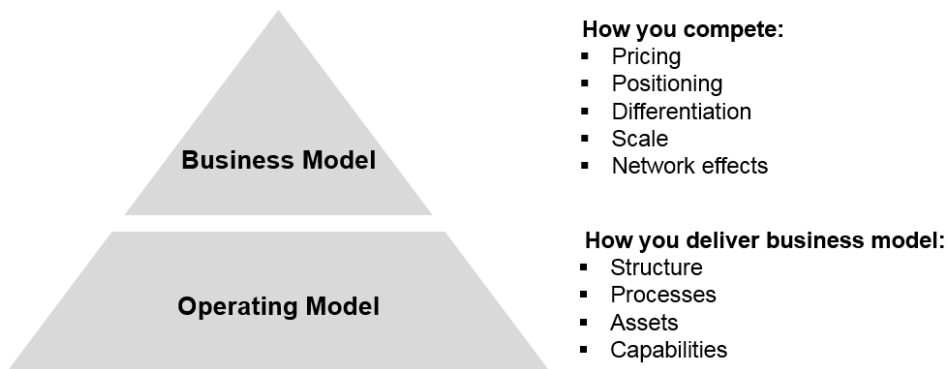 Business Model
How you compete:
▪ Pricing
▪ Positioning
▪ Differentiation
▪ Scale
▪ Network effects
Operating Model
How you deliver business model:
▪ Structure
▪ Processes
▪ Assets
▪ Capabilities